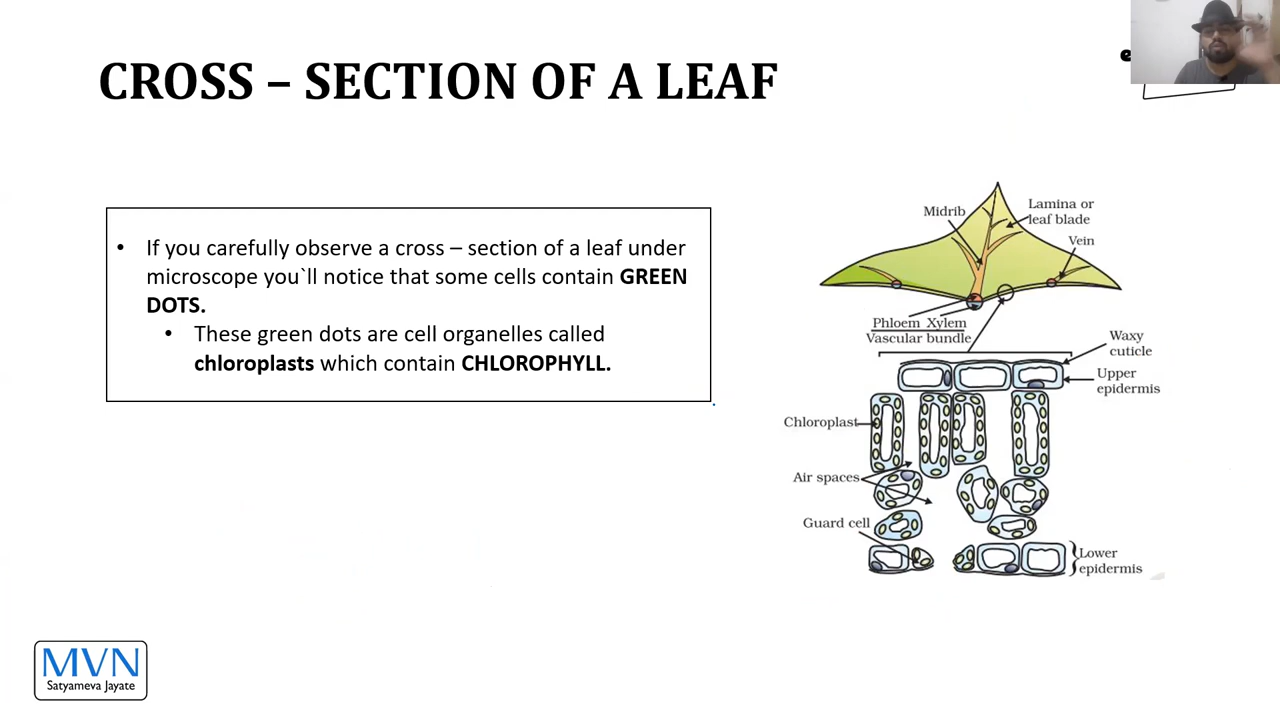 CROSS – SECTION OF A LEAF
• If you carefully observe a cross – section of a leaf under
microscope you`ll notice that some cells contain GREEN
DOTS.
• These green dots are cell organelles called
chloroplasts which contain CHLOROPHYLL.
Midrib
Lamina or
leaf blade
Vein
Phloem Xylem
Vascular bundle
Waxy
cuticle
Upper
epidermis
Chloroplast
Air spaces
Guard cell
Lower
epidermis
MVN
Satyameva Jayate